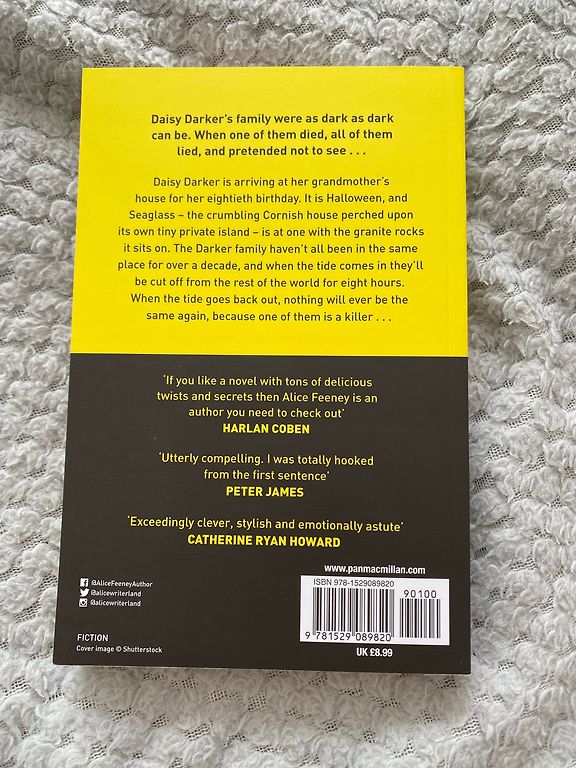 Daisy Darker's family were as dark as dark
can be. When one of them died, all of them
lied, and pretended not to see . . .
Daisy Darker is arriving at her grandmother's
house for her eightieth birthday. It is Halloween, and
Seaglass – the crumbling Cornish house perched upon
its own tiny private island – is at one with the granite rocks
it sits on. The Darker family haven't all been in the same
place for over a decade, and when the tide comes in they'll
be cut off from the rest of the world for eight hours.
When the tide goes back out, nothing will ever be the
same again, because one of them is a killer . . .
'If you like a novel with tons of delicious
twists and secrets then Alice Feeney is an
author you need to check out'
HARLAN COBEN
'Utterly compelling. I was totally hooked
from the first sentence'
PETER JAMES
'Exceedingly clever, stylish and emotionally astute'
CATHERINE RYAN HOWARD
www.panmacmillan.com
ISBN 978-1529089820
90100
9 781529 089820
UK £8.99
@AliceFeeneyAuthor
@alicewriterland
@alicewriterland
FICTION
Cover image © Shutterstock